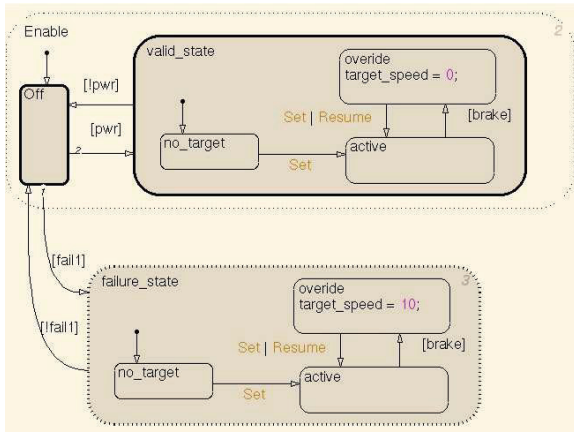 Enable
2
valid_state
overide
target_speed = 0;
Off
[!pwr]
Set | Resume
[brake]
[pwr]
2
no_target
active
Set
1
[fail1]
failure_state
3
overide
target_speed = 10;
[!fail1]
Set | Resume
[brake]
no_target
active
Set